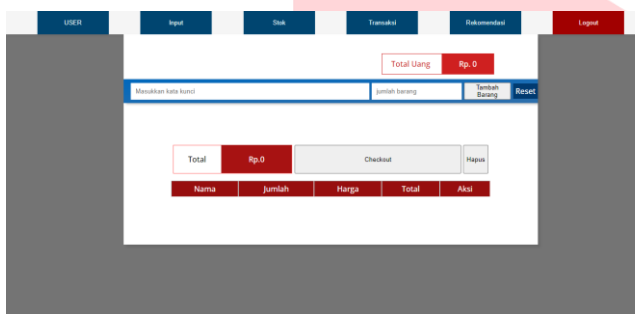 USER Input Stok Transaksi Rekomendasi Logout
Total Uang Rp. 0
Masukkan kata kunci jumlah barang Tambah Barang Reset
Total Rp.0 Checkout Hapus
Nama Jumlah Harga Total Aksi